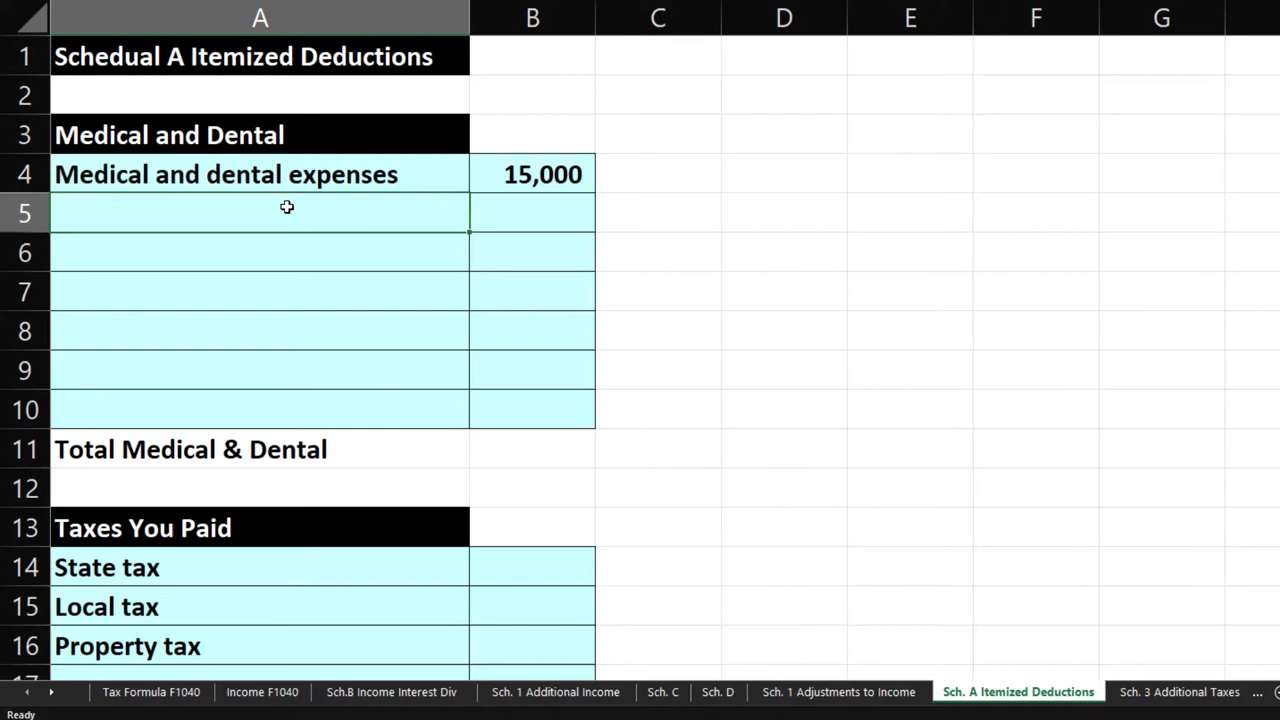 A B C D E F G
1 Schedual A Itemized Deductions
2
3 Medical and Dental
4 Medical and dental expenses 15,000
5
6
7
8
9
10
11 Total Medical & Dental
12
13 Taxes You Paid
14 State tax
15 Local tax
16 Property tax
Tax Formula F1040 Income F1040 Sch.B Income Interest Div Sch. 1 Additional Income Sch. C Sch. D Sch. 1 Adjustments to Income Sch. A Itemized Deductions Sch. 3 Additional Taxes ...
Ready